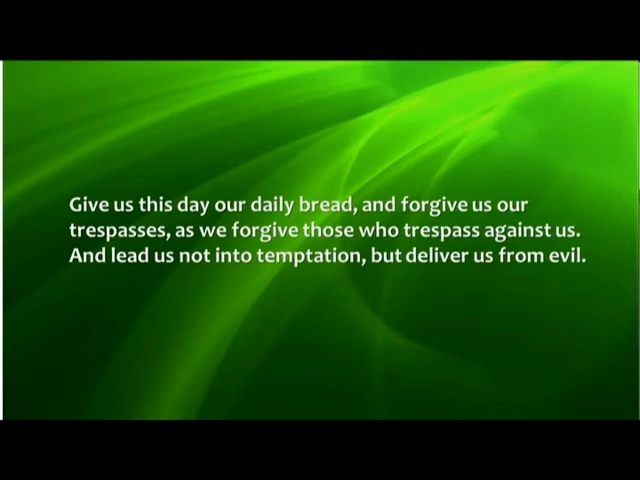 Give us this day our daily bread, and forgive us our
trespasses, as we forgive those who trespass against us.
And lead us not into temptation, but deliver us from evil.